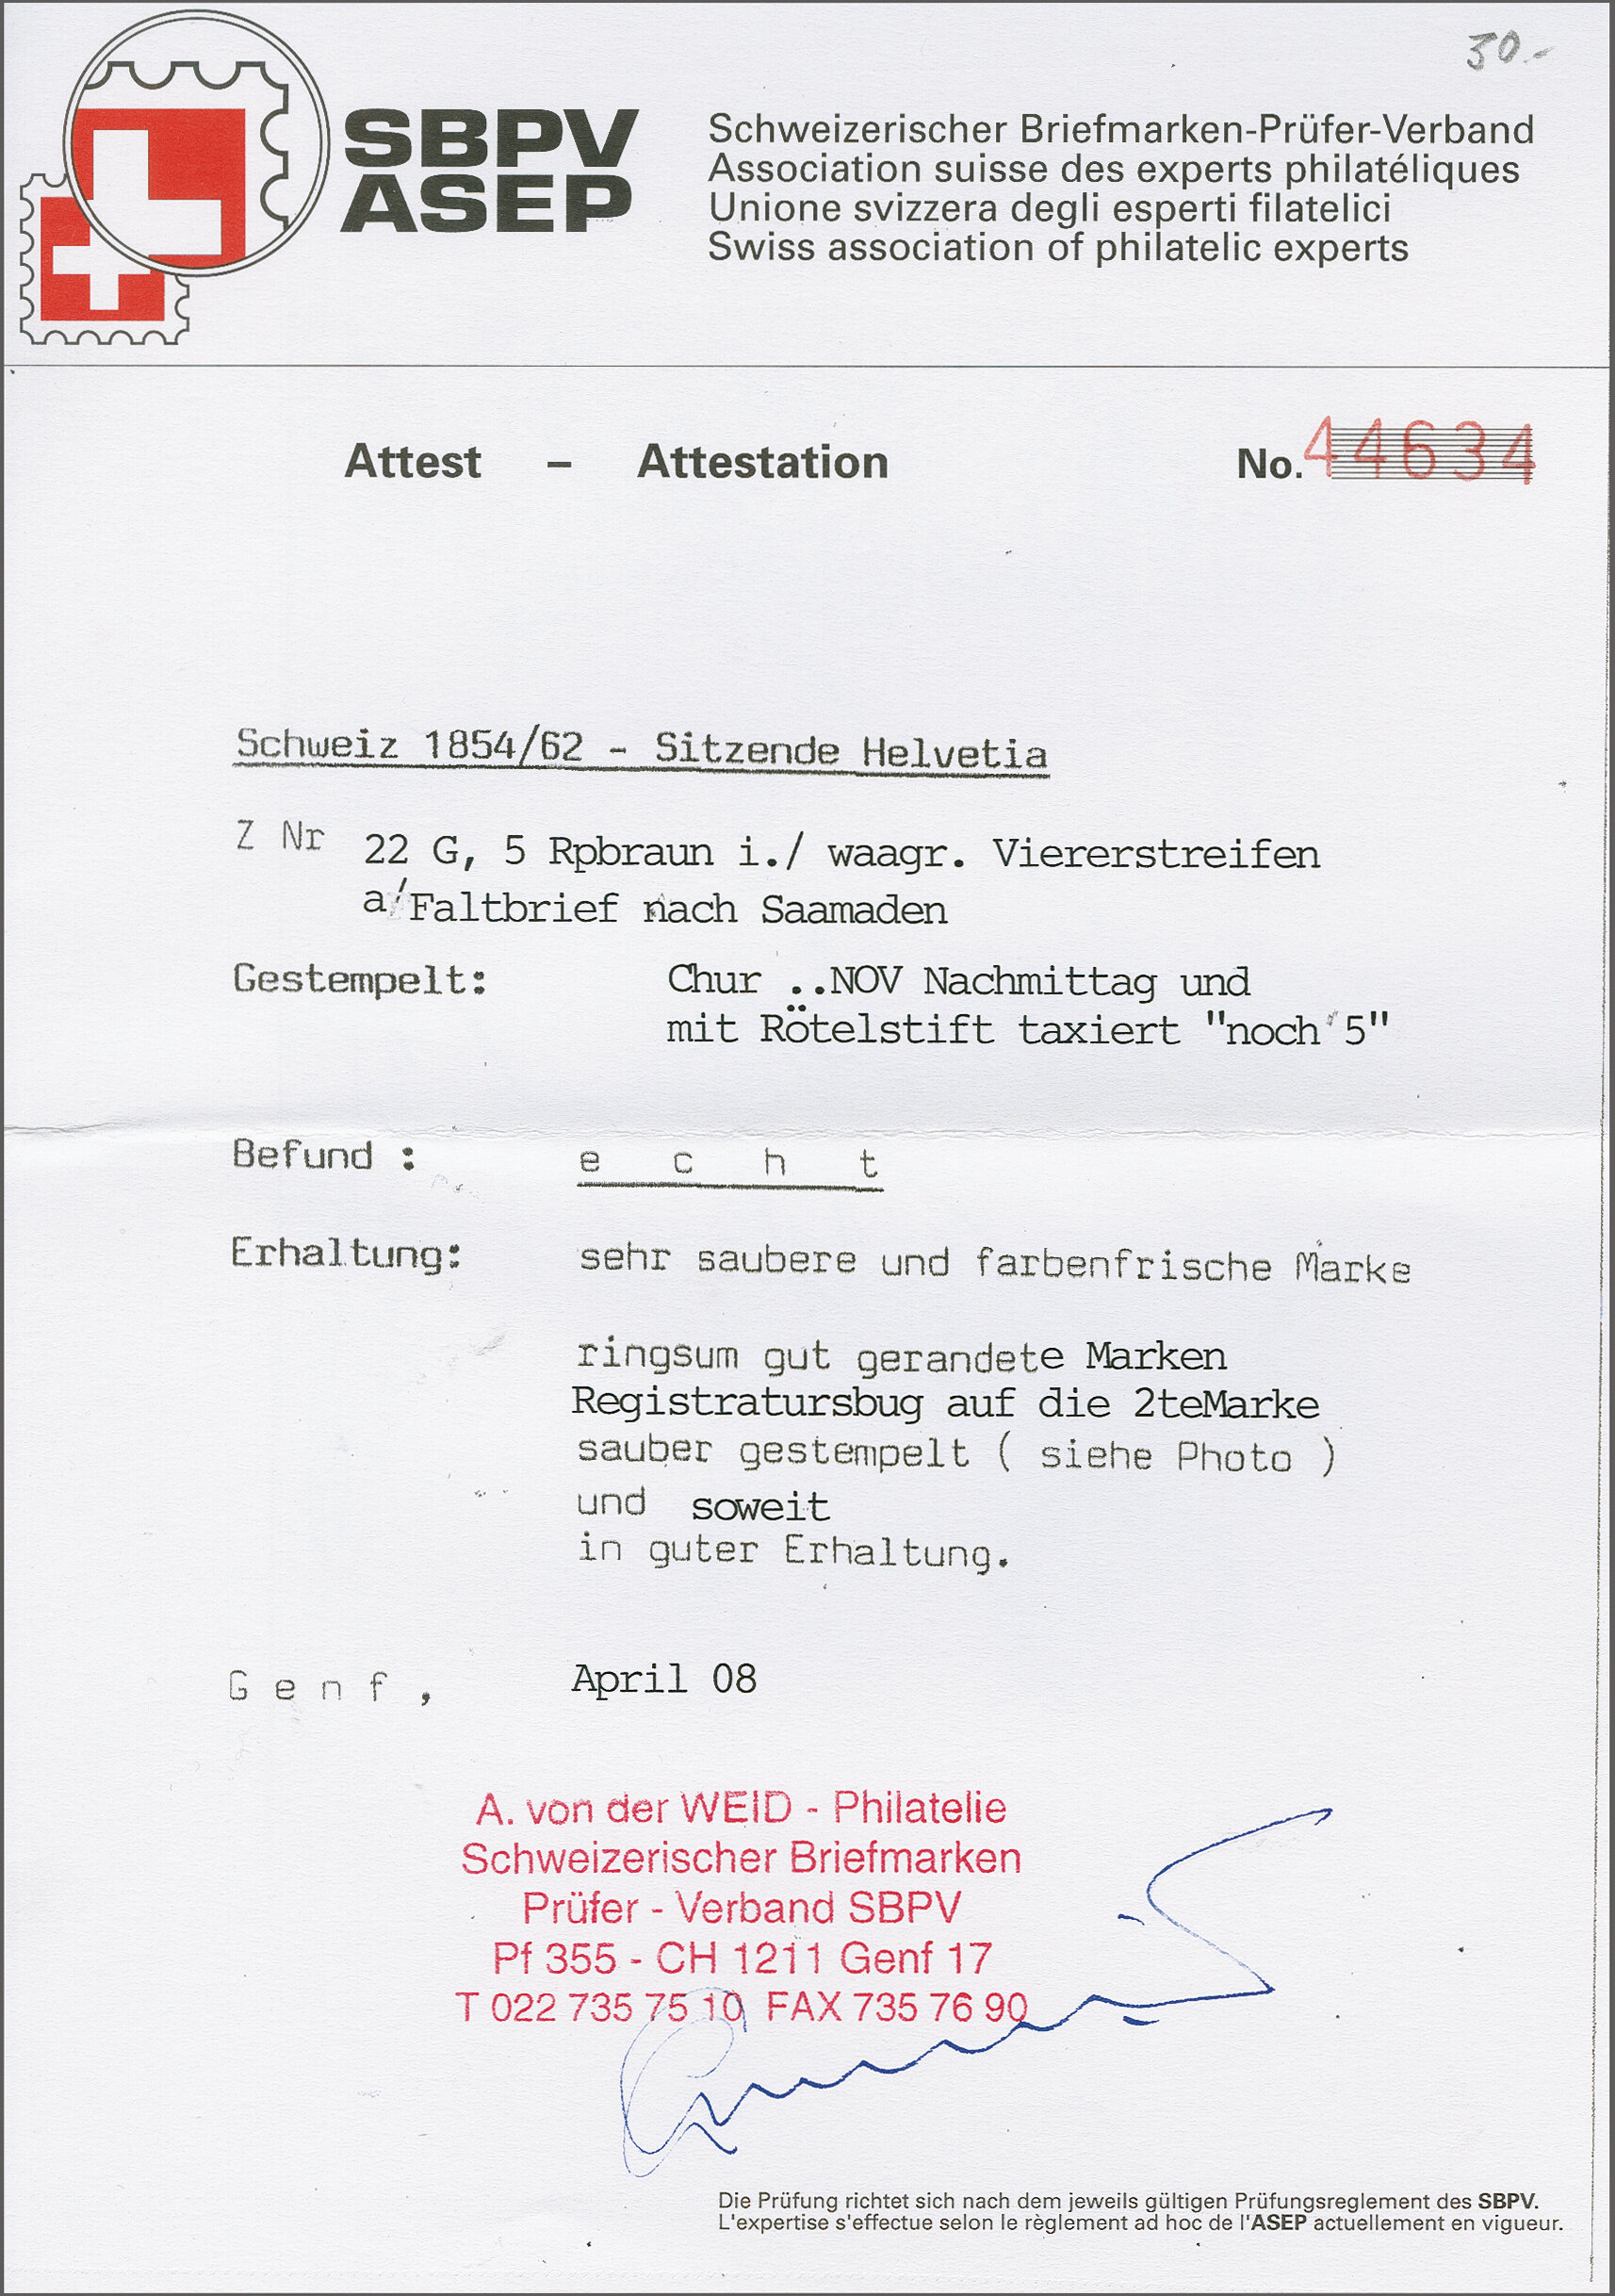 30.-
SBPV
ASEP
Schweizerischer Briefmarken-Prüfer-Verband
Association suisse des experts philatéliques
Unione svizzera degli esperti filatelici
Swiss association of philatelic experts
Attest – Attestation No. 44634
Schweiz 1854/62 - Sitzende Helvetia
Z Nr 22 G, 5 Rpbraun i./ waagr. Viererstreifen
a/Faltbrief nach Saamaden
Gestempelt: Chur ..NOV Nachmittag und
mit Rötelstift taxiert "noch 5"
Befund : e c h t
Erhaltung: sehr saubere und farbenfrische Marke
ringsum gut gerandete Marken
Registratursbug auf die 2teMarke
sauber gestempelt ( siehe Photo )
und soweit
in guter Erhaltung.
G e n f , April 08
A. von der WEID - Philatelie
Schweizerischer Briefmarken
Prüfer - Verband SBPV
Pf 355 - CH 1211 Genf 17
T 022 735 75 10 FAX 735 76 90
Die Prüfung richtet sich nach dem jeweils gültigen Prüfungsreglement des SBPV.
L'expertise s'effectue selon le règlement ad hoc de l'ASEP actuellement en vigueur.